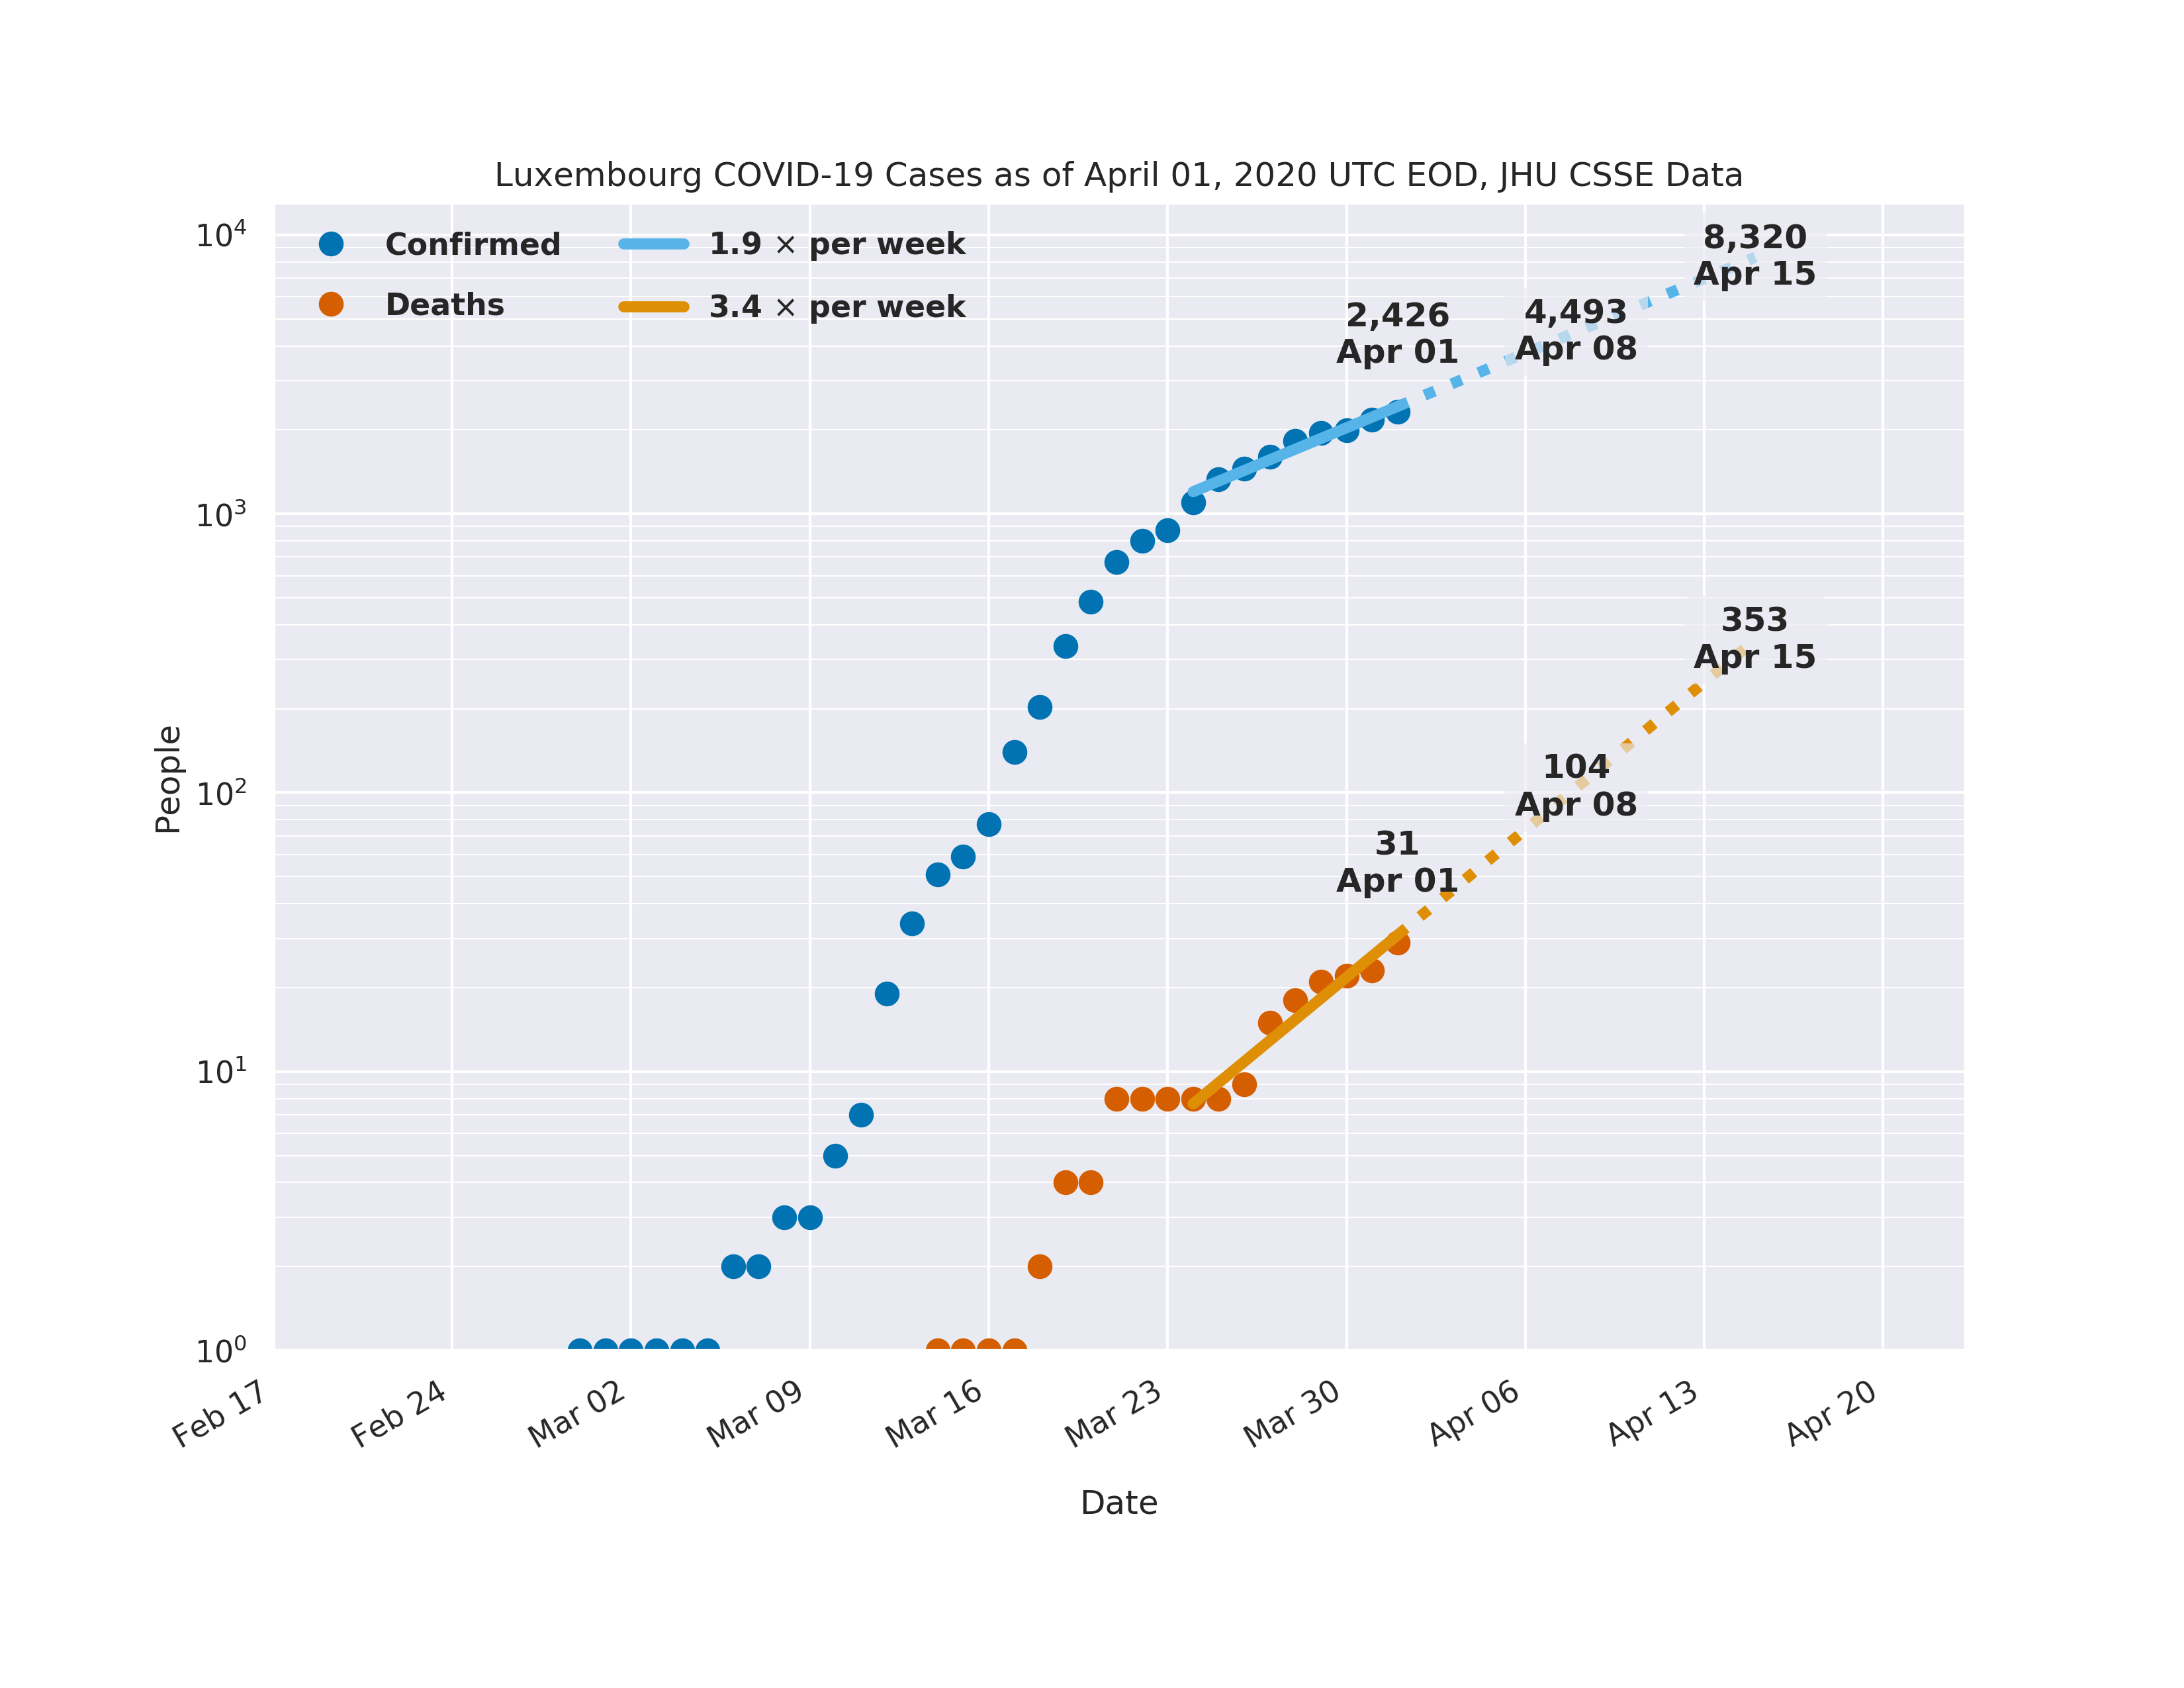 Luxembourg COVID-19 Cases as of April 01, 2020 UTC EOD, JHU CSSE Data
Confirmed
Deaths
1.9 × per week
3.4 × per week
8,320
Apr 15
2,426
Apr 01
4,493
Apr 08
353
Apr 15
104
Apr 08
31
Apr 01
People
10⁴
10³
10²
10¹
10⁰
Feb 17
Feb 24
Mar 02
Mar 09
Mar 16
Mar 23
Mar 30
Apr 06
Apr 13
Apr 20
Date